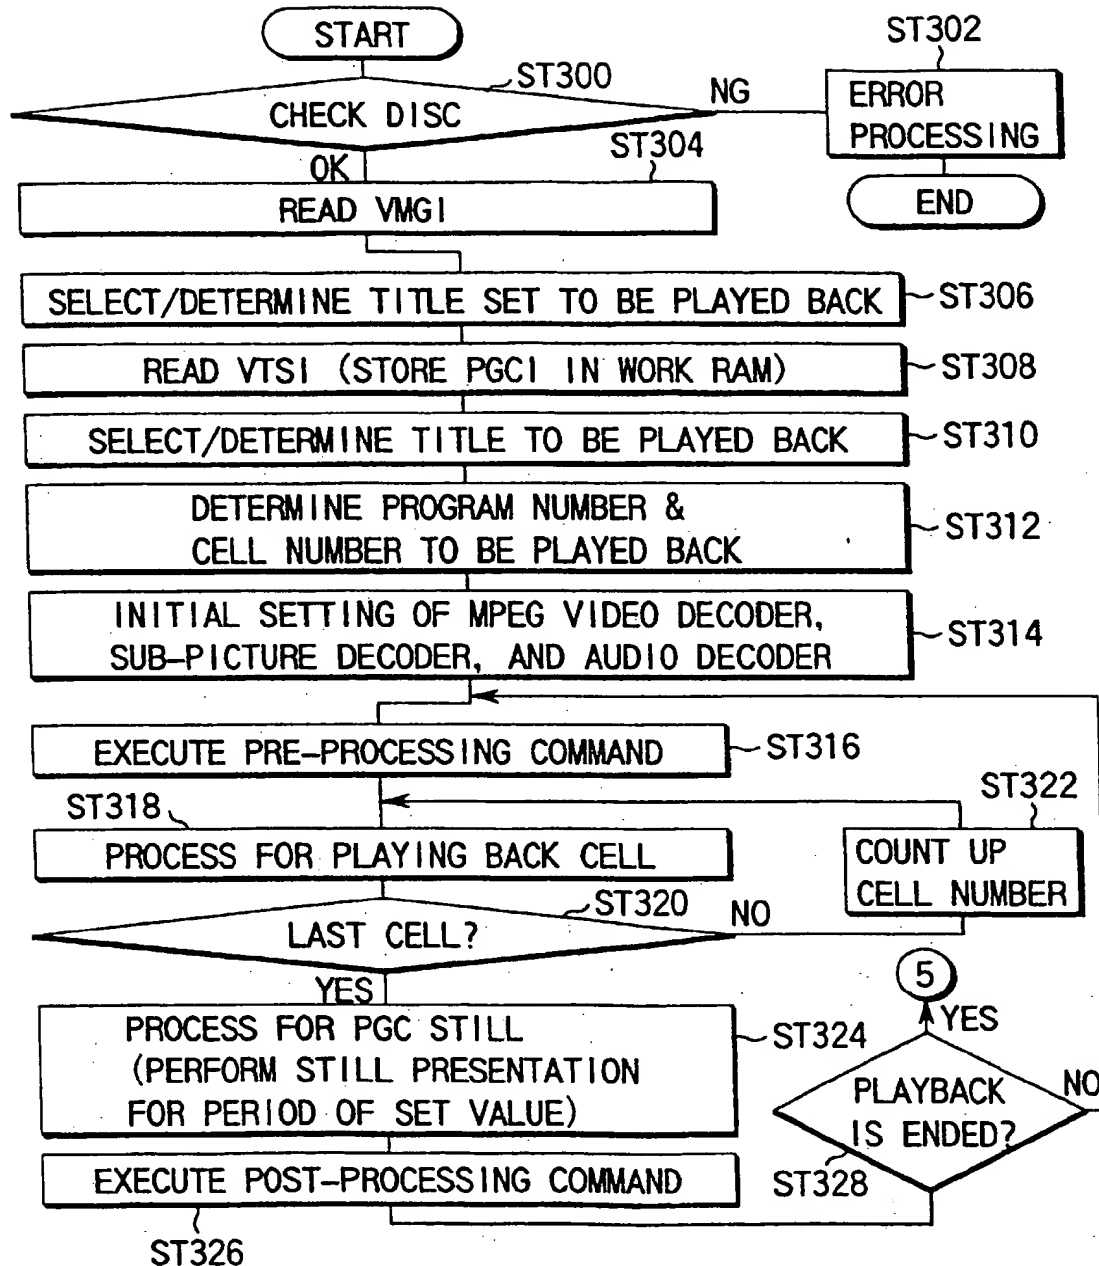 START
ST300
CHECK DISC
NG
ST302
ERROR
PROCESSING
END
OK
ST304
READ VMGI
SELECT/DETERMINE TITLE SET TO BE PLAYED BACK
ST306
READ VTSI (STORE PGCI IN WORK RAM)
ST308
SELECT/DETERMINE TITLE TO BE PLAYED BACK
ST310
DETERMINE PROGRAM NUMBER &
CELL NUMBER TO BE PLAYED BACK
ST312
INITIAL SETTING OF MPEG VIDEO DECODER,
SUB-PICTURE DECODER, AND AUDIO DECODER
ST314
EXECUTE PRE-PROCESSING COMMAND
ST316
ST318
PROCESS FOR PLAYING BACK CELL
ST322
COUNT UP
CELL NUMBER
ST320
LAST CELL?
NO
YES
PROCESS FOR PGC STILL
(PERFORM STILL PRESENTATION
FOR PERIOD OF SET VALUE)
ST324
EXECUTE POST-PROCESSING COMMAND
ST326
5
YES
PLAYBACK
IS ENDED?
NO
ST328